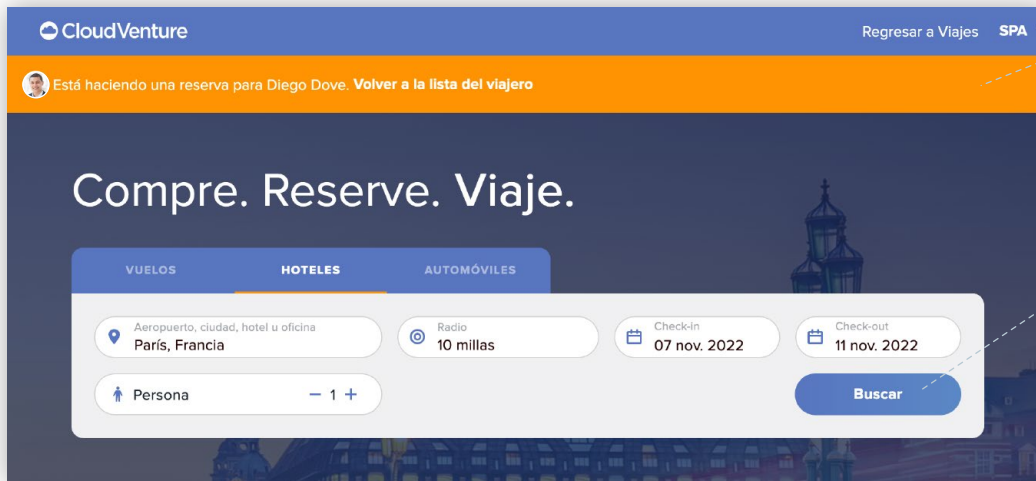 CloudVenture
Regresar a Viajes SPA
Está haciendo una reserva para Diego Dove. Volver a la lista del viajero
Compre. Reserve. Viaje.
VUELOS HOTELES AUTOMÓVILES
Aeropuerto, ciudad, hotel u oficina
París, Francia
Radio
10 millas
Check-in
07 nov. 2022
Check-out
11 nov. 2022
Persona − 1 +
Buscar